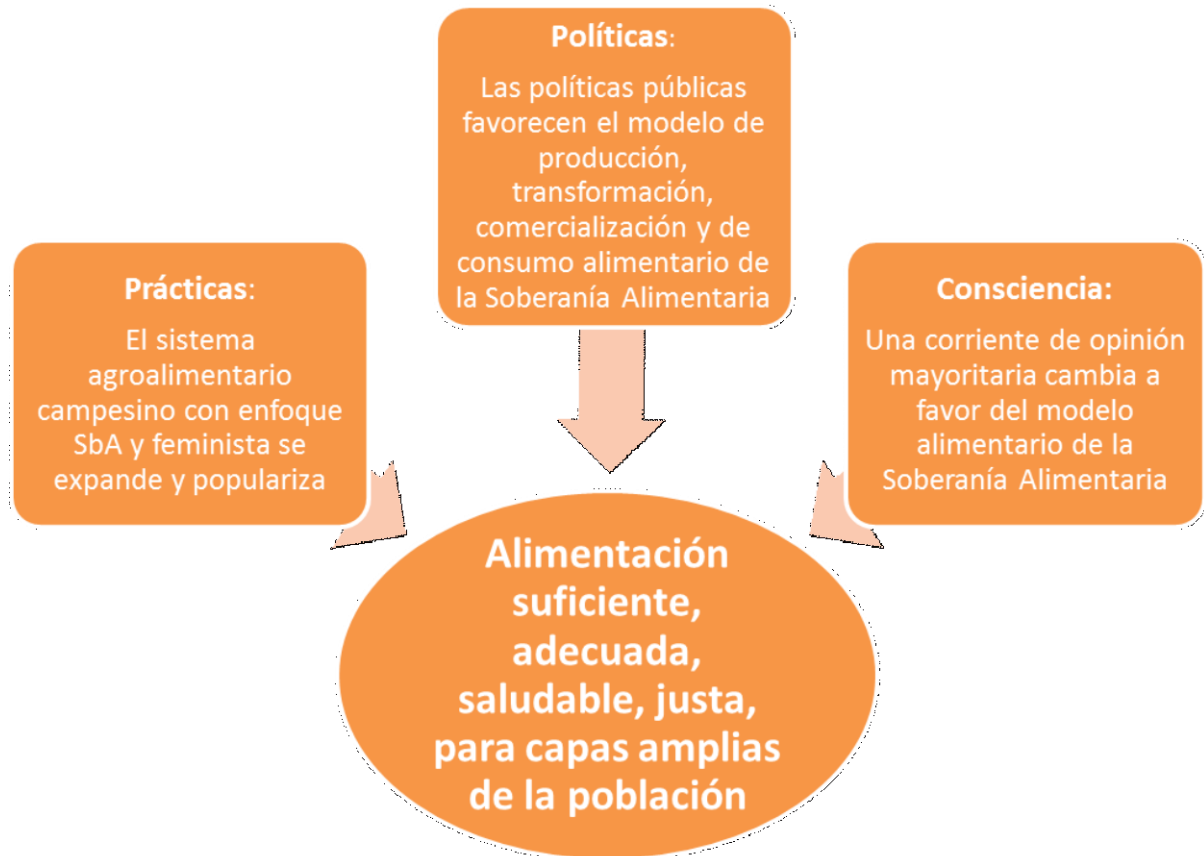 Políticas:
Las políticas públicas
favorecen el modelo de
producción,
transformación,
comercialización y de
consumo alimentario de
la Soberanía Alimentaria
Prácticas:
El sistema
agroalimentario
campesino con enfoque
SbA y feminista se
expande y populariza
Consciencia:
Una corriente de opinión
mayoritaria cambia a
favor del modelo
alimentario de la
Soberanía Alimentaria
Alimentación
suficiente,
adecuada,
saludable, justa,
para capas amplias
de la población